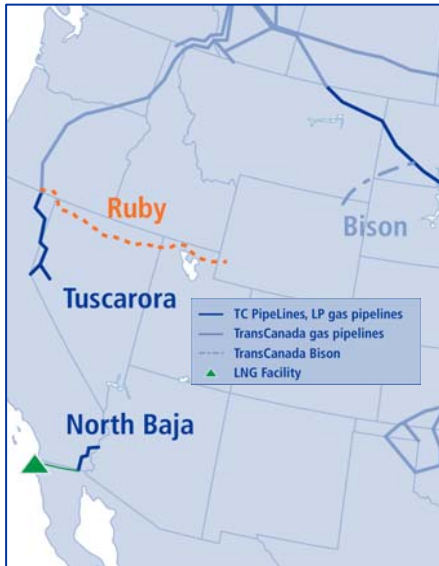 Ruby
Bison
Tuscarora
TC PipeLines, LP gas pipelines
TransCanada gas pipelines
TransCanada Bison
LNG Facility
North Baja